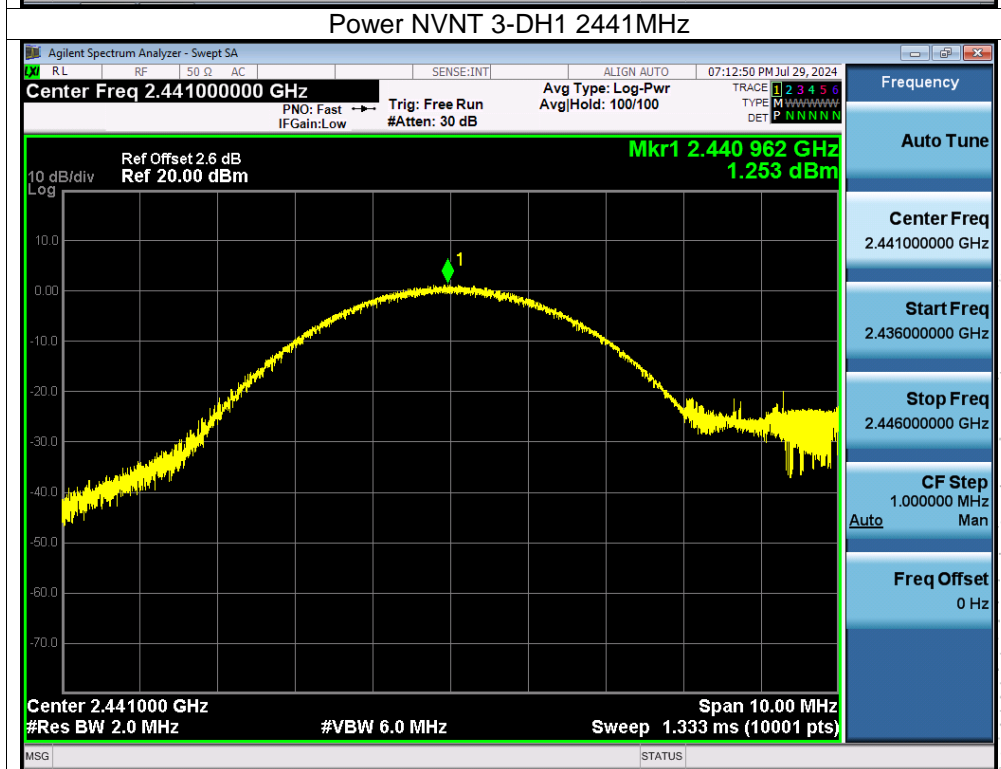 Power NVNT 3-DH1 2441MHz
Agilent Spectrum Analyzer - Swept SA
LXI RL RF 50 Ω AC SENSE:INT ALIGN AUTO 07:12:50 PM Jul 29, 2024
Center Freq 2.441000000 GHz
PNO: Fast
IFGain:Low
Trig: Free Run
#Atten: 30 dB
Avg Type: Log-Pwr
Avg|Hold: 100/100
TRACE 1 2 3 4 5 6
TYPE M WWWWW
DET P N N N N N
Mkr1 2.440 962 GHz
1.253 dBm
Ref Offset 2.6 dB
10 dB/div Ref 20.00 dBm
Log
10.0
0.00
-10.0
-20.0
-30.0
-40.0
-50.0
-60.0
-70.0
1
Center 2.441000 GHz Span 10.00 MHz
#Res BW 2.0 MHz #VBW 6.0 MHz Sweep 1.333 ms (10001 pts)
MSG STATUS
Frequency
Auto Tune
Center Freq
2.441000000 GHz
Start Freq
2.436000000 GHz
Stop Freq
2.446000000 GHz
CF Step
1.000000 MHz
Auto Man
Freq Offset
0 Hz